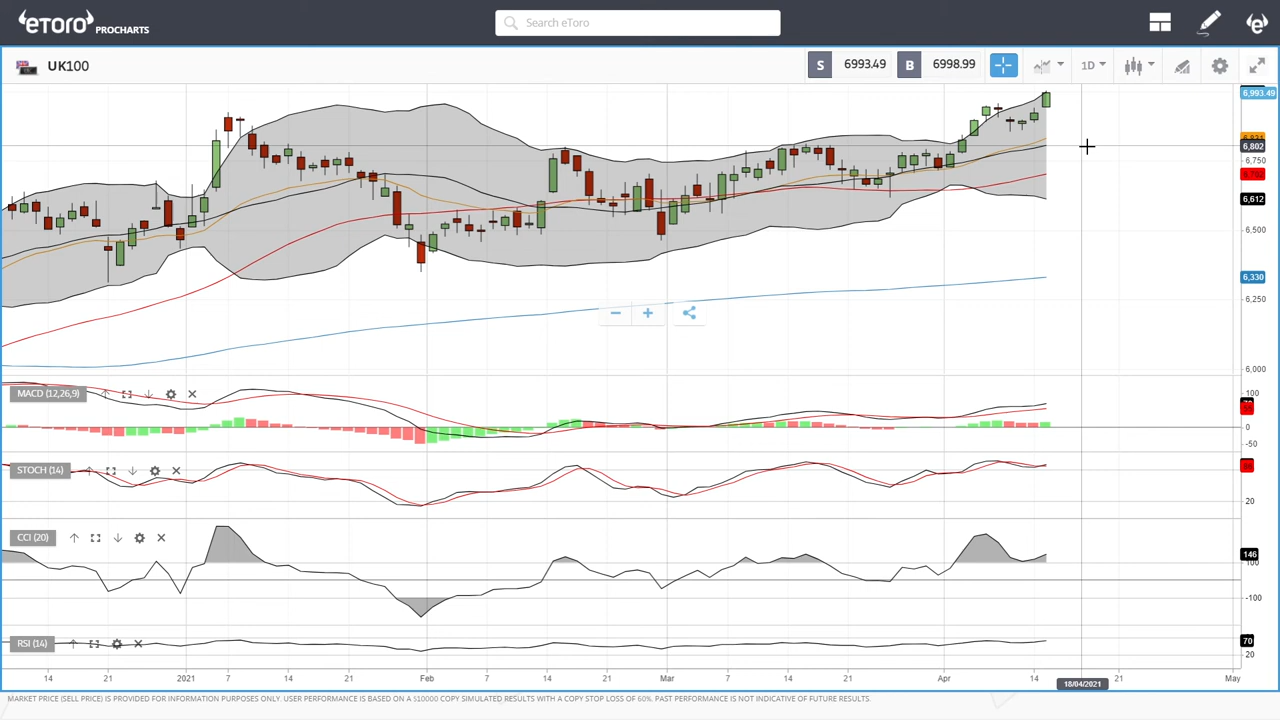 eToro PROCHARTS
Search eToro
UK100
S 6993.49 B 6998.99
1D
6,993.49
6,802
6,750
6,612
6,500
6,330
6,250
6,000
MACD (12,26,9)
100
0
-50
STOCH (14)
20
CCI (20)
146
100
-100
RSI (14)
70
20
14 21 2021 7 14 21 Feb 7 14 21 Mar 7 14 21 Apr 14 21 May
18/04/2021
MARKET PRICE (SELL PRICE) IS PROVIDED FOR INFORMATION PURPOSES ONLY. USER PERFORMANCE IS BASED ON A $10000 COPY SIMULATED RESULTS WITH A COPY STOP LOSS OF 60%. PAST PERFORMANCE IS NOT INDICATIVE OF FUTURE RESULTS.